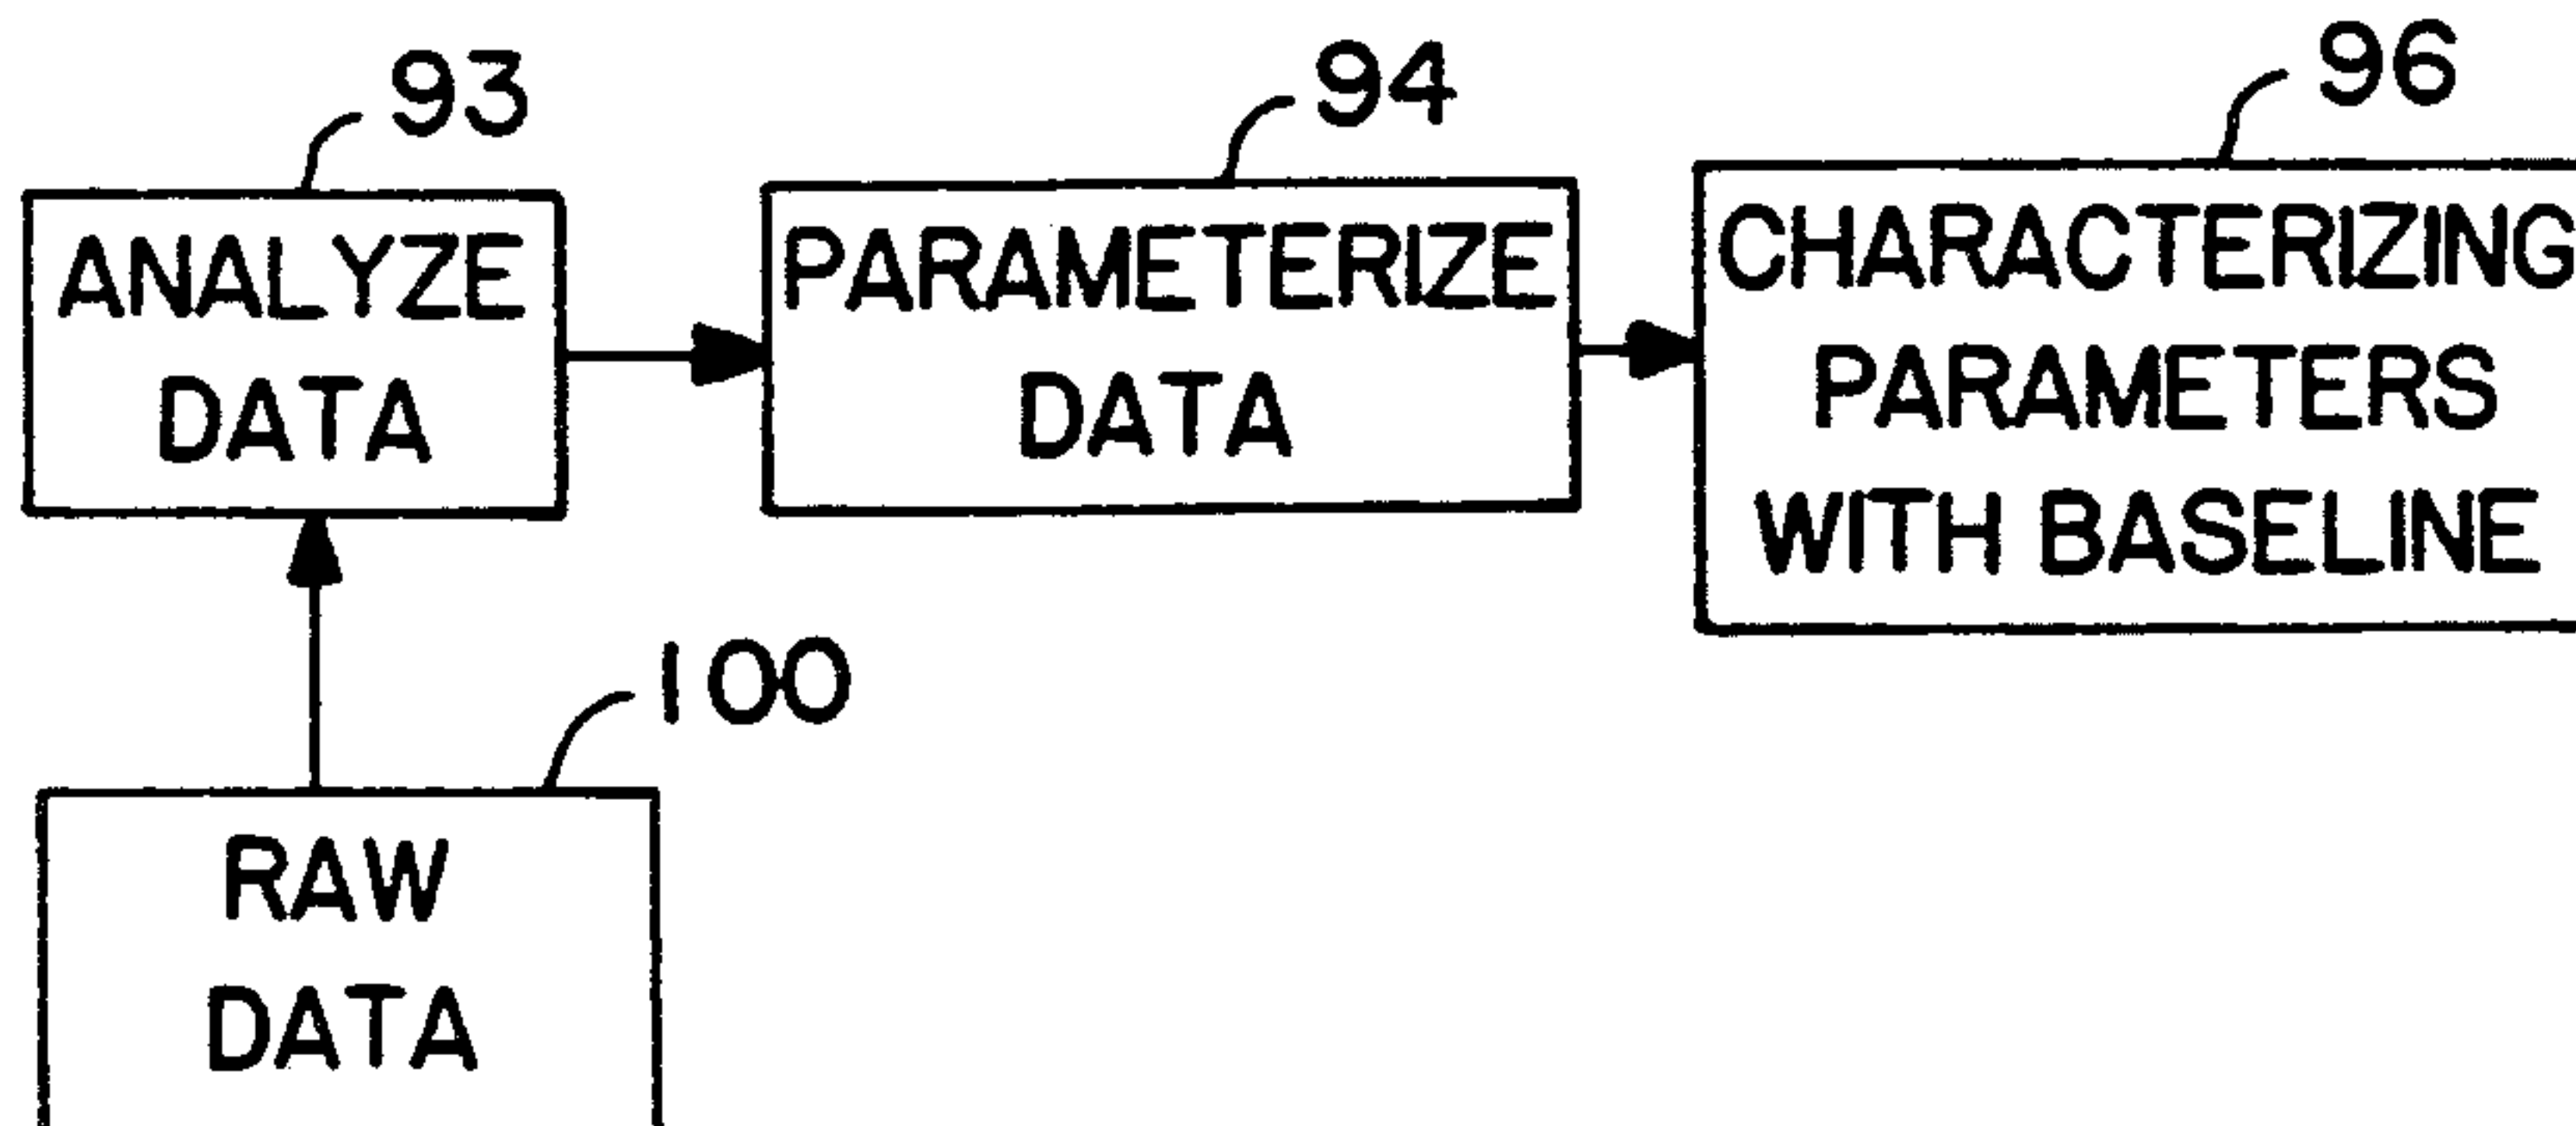 93
94
96
ANALYZE
DATA
PARAMETERIZE
DATA
CHARACTERIZING
PARAMETERS
WITH BASELINE
100
RAW
DATA